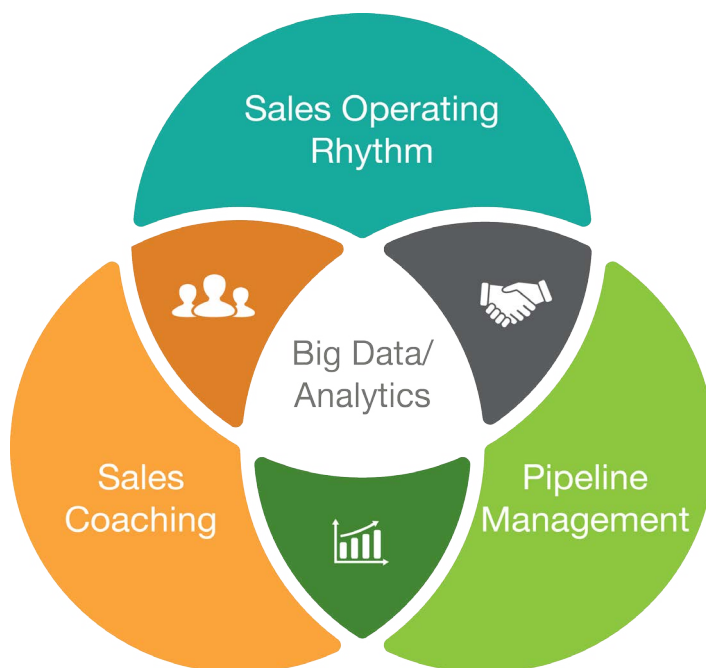 Sales Operating
Rhythm
Big Data/
Analytics
Sales
Coaching
Pipeline
Management